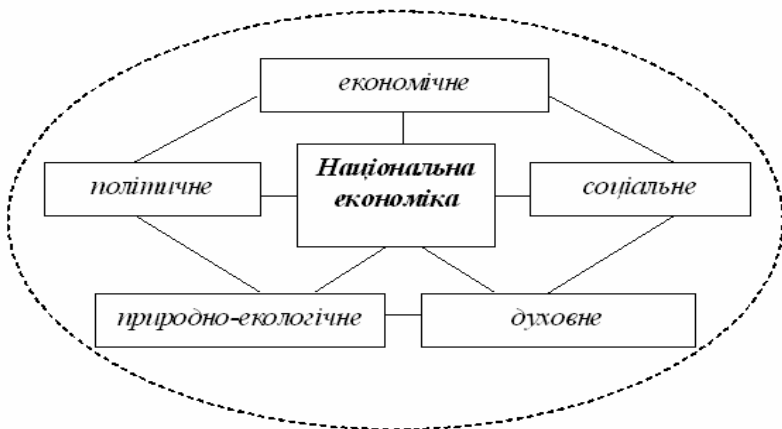 економічне
політичне
Національна
економіка
соціальне
природно-екологічне
духовне